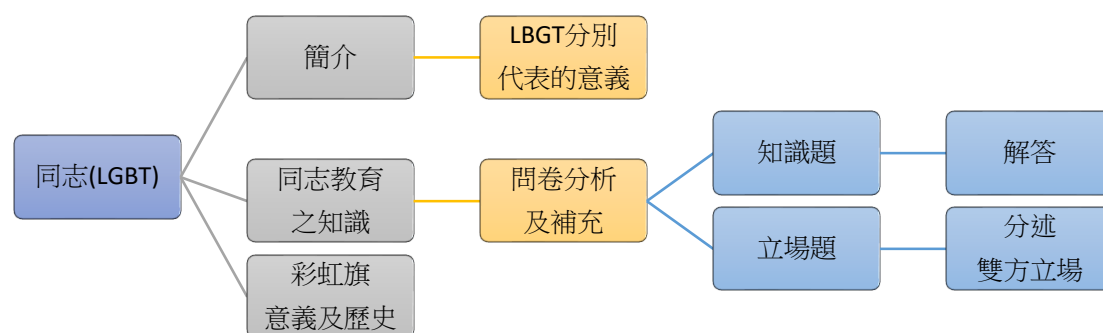 同志(LGBT)
簡介
LBGT分別
代表的意義
同志教育
之知識
問卷分析
及補充
知識題
解答
立場題
分述
雙方立場
彩虹旗
意義及歷史